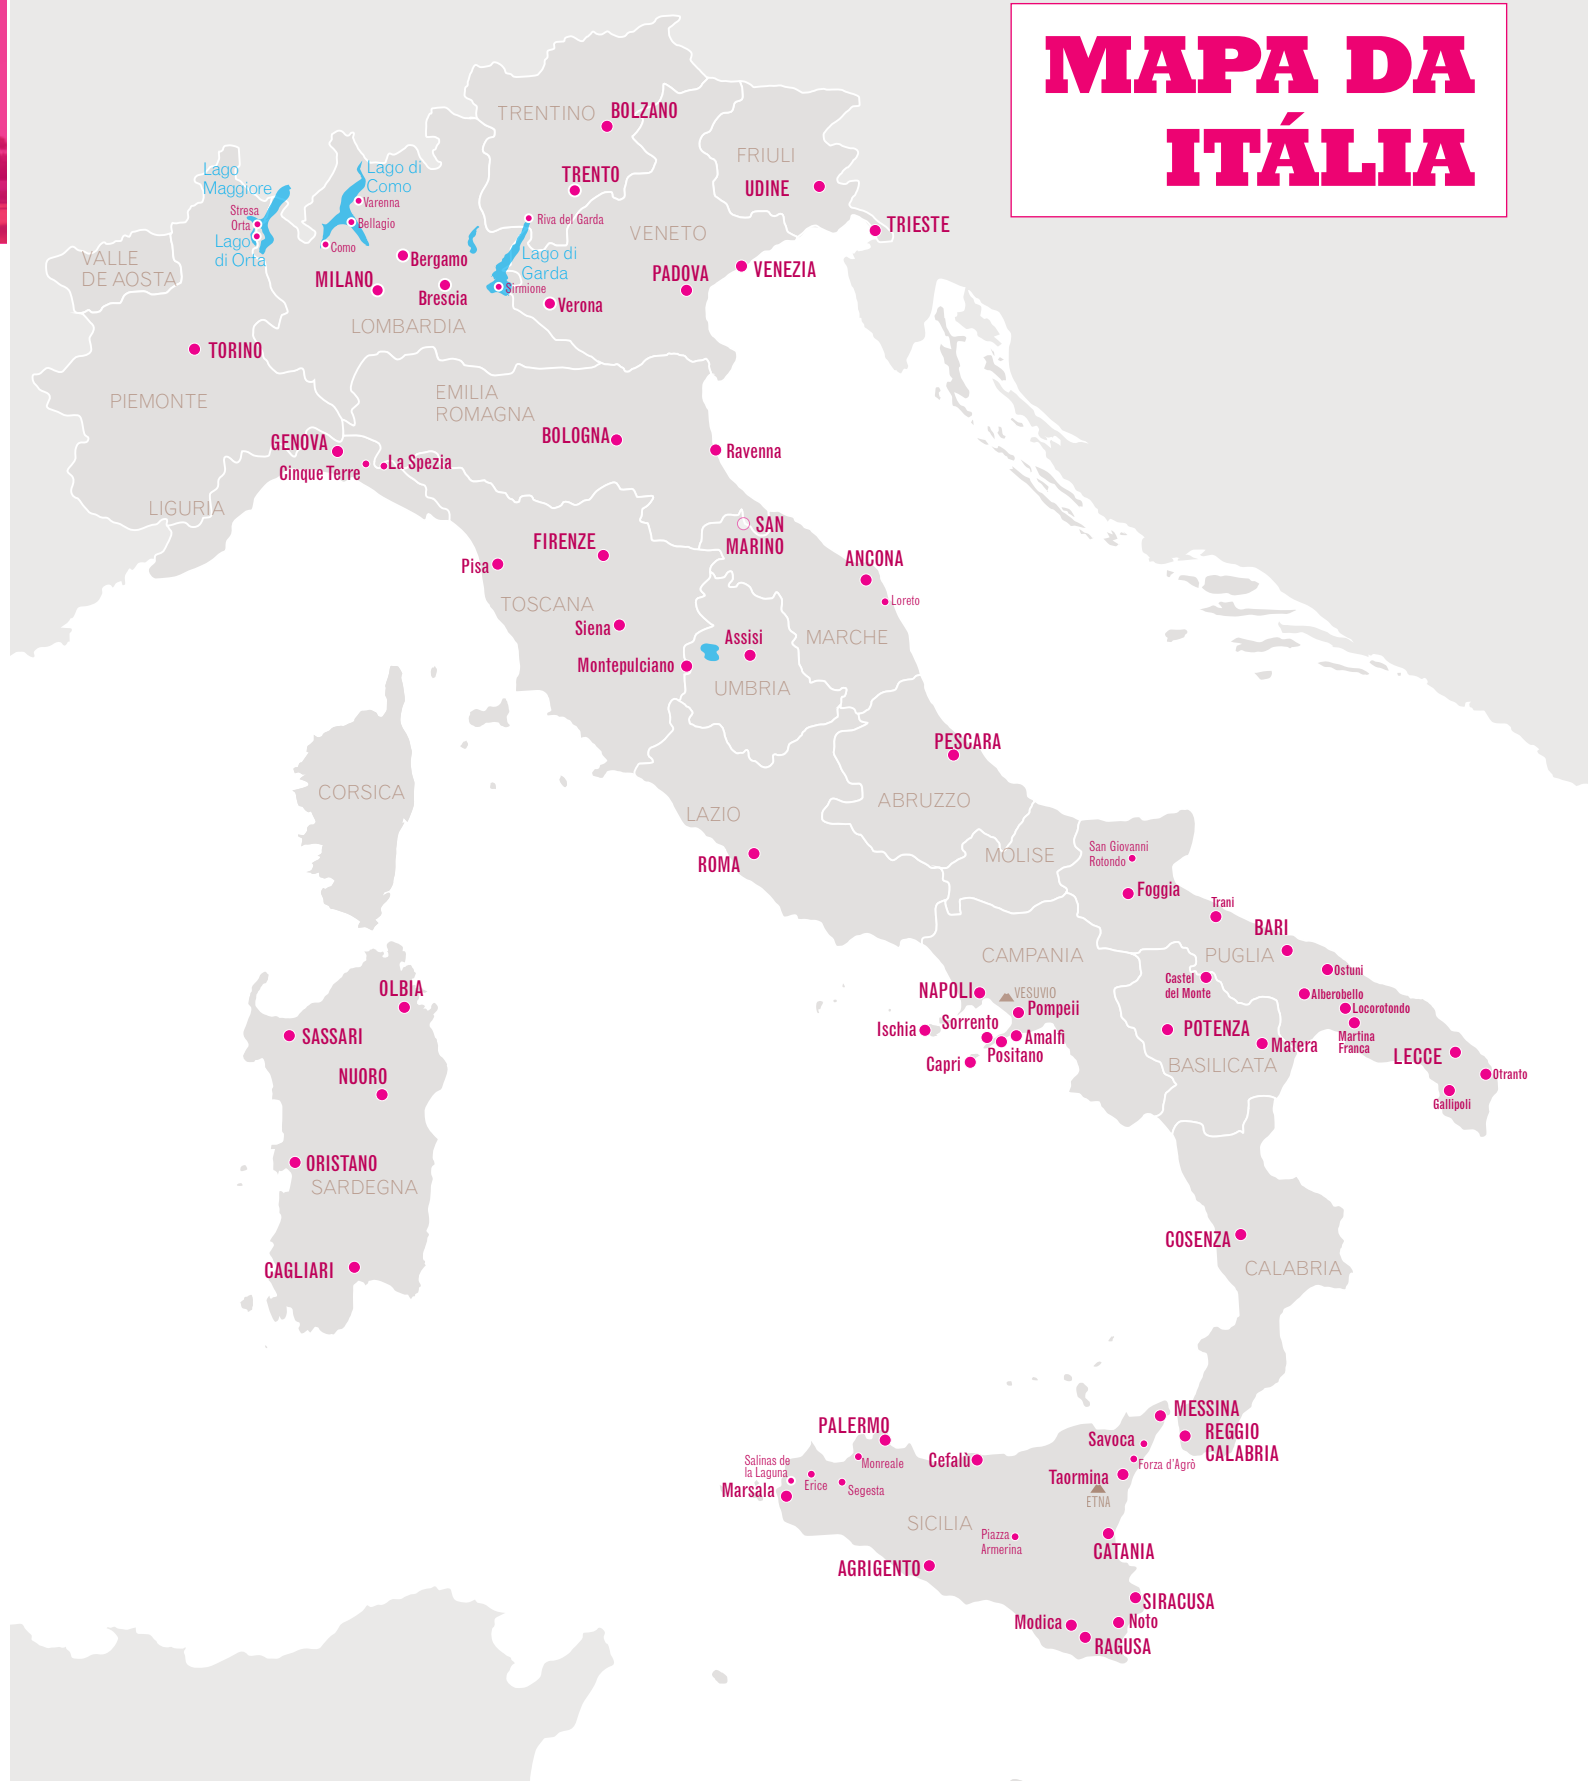 MAPA DA
ITÁLIA
TRENTINO
BOLZANO
FRIULI
UDINE
TRENTO
TRIESTE
Lago
Maggiore
Lago di
Como
Varenna
Stresa
Orta
Bellagio
Lago
di Orta
Como
Riva del Garda
VENETO
VALLE
DE AOSTA
Bergamo
Lago di
Garda
MILANO
PADOVA
VENEZIA
Brescia
Sirmione
Verona
LOMBARDIA
TORINO
PIEMONTE
EMILIA
ROMAGNA
GENOVA
BOLOGNA
Ravenna
Cinque Terre
La Spezia
LIGURIA
SAN
MARINO
FIRENZE
ANCONA
Pisa
TOSCANA
Loreto
Siena
Assisi
MARCHE
Montepulciano
UMBRIA
PESCARA
CORSICA
ABRUZZO
LAZIO
ROMA
MOLISE
San Giovanni
Rotondo
Foggia
Trani
BARI
CAMPANIA
PUGLIA
Ostuni
Castel
del Monte
Alberobello
Locorotondo
Martina
Franca
OLBIA
NAPOLI
VESUVIO
Pompeii
SASSARI
Ischia
Sorrento
Amalfi
Positano
Capri
POTENZA
Matera
BASILICATA
LECCE
Otranto
Gallipoli
NUORO
ORISTANO
SARDEGNA
CAGLIARI
COSENZA
CALABRIA
MESSINA
REGGIO
CALABRIA
PALERMO
Savoca
Forza d'Agrò
Salinas de
la Laguna
Monreale
Cefalù
Taormina
Erice
Segesta
Marsala
ETNA
SICILIA
Piazza
Armerina
CATANIA
AGRIGENTO
SIRACUSA
Modica
Noto
RAGUSA